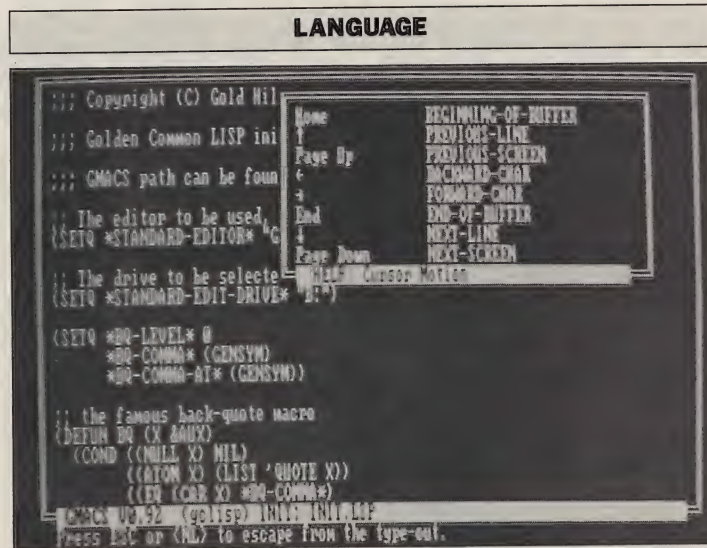 LANGUAGE
;;; Copyright (C) Gold Hil
;;; Golden Common LISP ini
;;; GMACS path can be foun
;; The editor to be used,
(SETQ *STANDARD-EDITOR* "G
;; The drive to be selecte
(SETQ *STANDARD-EDIT-DRIVE* "B:")
(SETQ *BQ-LEVEL* 0
*BQ-COMMA* (GENSYM)
*BQ-COMMA-AT* (GENSYM))
;; the famous back-quote macro
(DEFUN BQ (X &AUX)
(COND ((NULL X) NIL)
((ATOM X) (LIST 'QUOTE X))
((EQ (CAR X) *BQ-COMMA*)
Home BEGINNING-OF-BUFFER
↑ PREVIOUS-LINE
Page Up PREVIOUS-SCREEN
← BACKWARD-CHAR
→ FORWARD-CHAR
End END-OF-BUFFER
↓ NEXT-LINE
Page Down NEXT-SCREEN
HELP: Cursor Motion
GMACS V0.92 (golisp) INIT: INIT.LSP
Press Esc or (NL) to escape from the type-out.